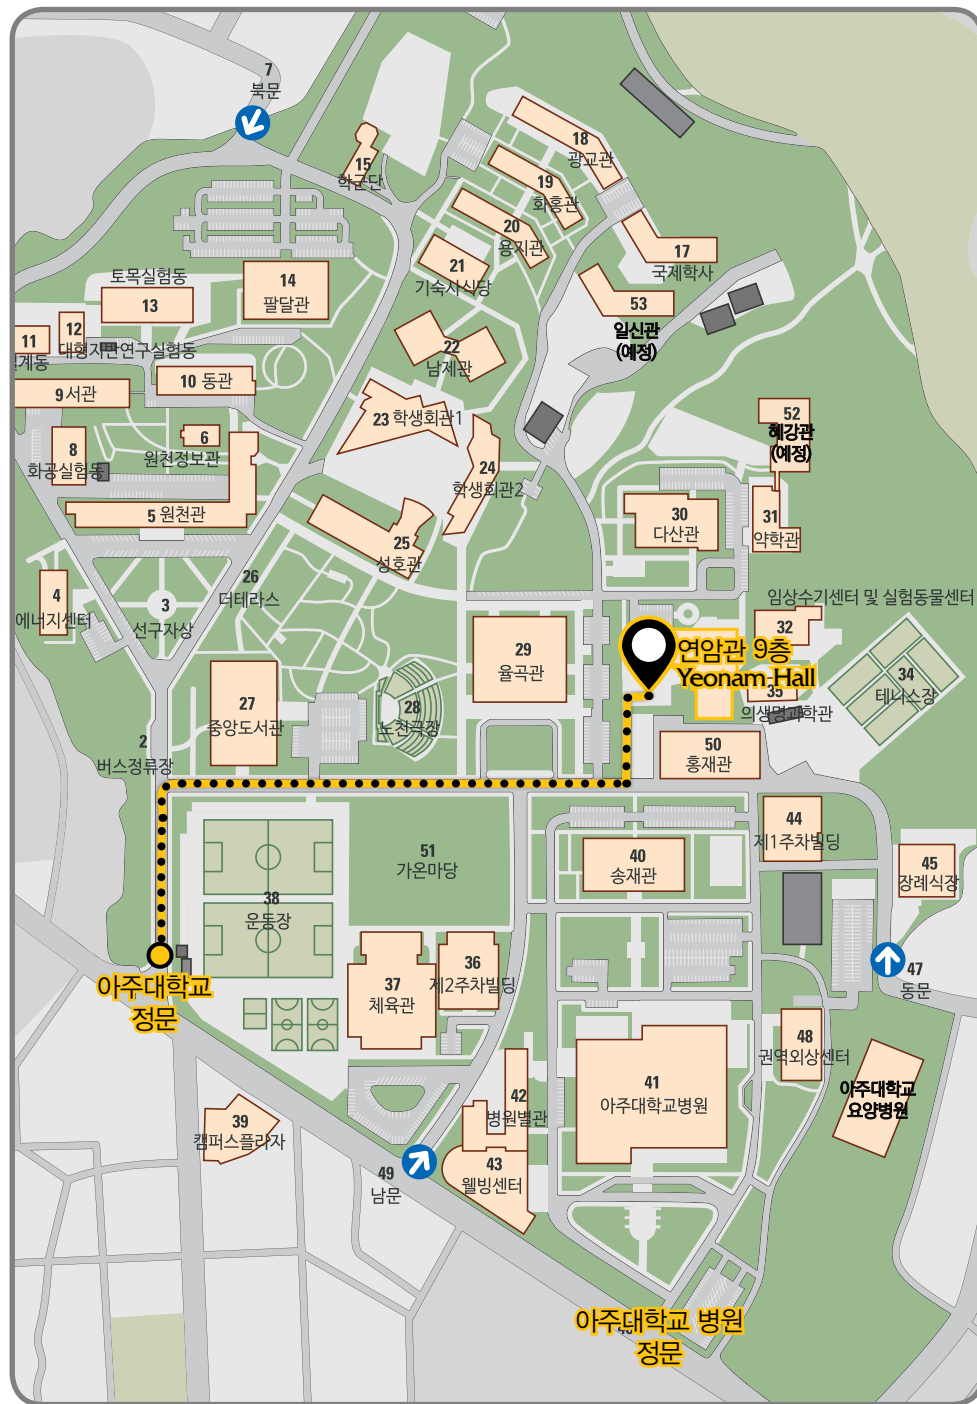 7
북문
18
광교관
15
학군단
19
화홍관
20
용지관
17
국제학사
21
기숙사식당
토목실험동
13
14
팔달관
53
일신관
(예정)
11
12
대형지반연구실험동
22
남제관
10 동관
9 서관
23 학생회관1
52
혜강관
(예정)
6
원천정보관
8
화공실험동
24
학생회관2
5 원천관
30
다산관
31
약학관
25
성호관
26
더테라스
4
에너지센터
3
선구자상
임상수기센터 및 실험동물센터
32
29
율곡관
연암관 9층
Yeonam Hall
34
테니스장
35
의생명과학관
27
중앙도서관
28
노천극장
2
버스정류장
50
홍재관
44
제1주차빌딩
51
가온마당
40
송재관
45
장례식장
38
운동장
아주대학교
정문
37
체육관
36
제2주차빌딩
47
동문
48
권역외상센터
41
아주대학교병원
42
병원별관
아주대학교
요양병원
39
캠퍼스플라자
49
남문
43
웰빙센터
아주대학교 병원
정문